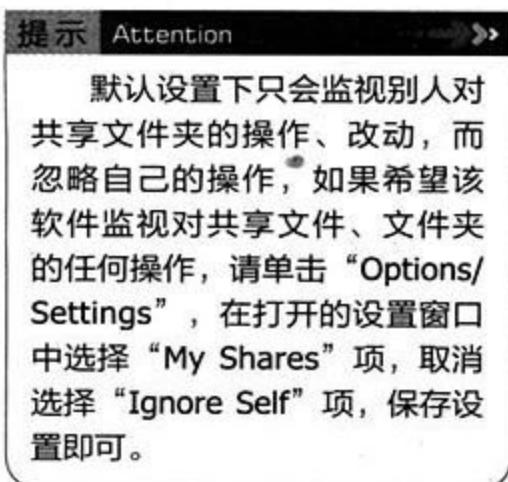 提示 Attention
默认设置下只会监视别人对
共享文件夹的操作、改动，而
忽略自己的操作，如果希望该
软件监视对共享文件、文件夹
的任何操作，请单击“Options/
Settings”，在打开的设置窗口
中选择“My Shares”项，取消
选择“Ignore Self”项，保存设
置即可。